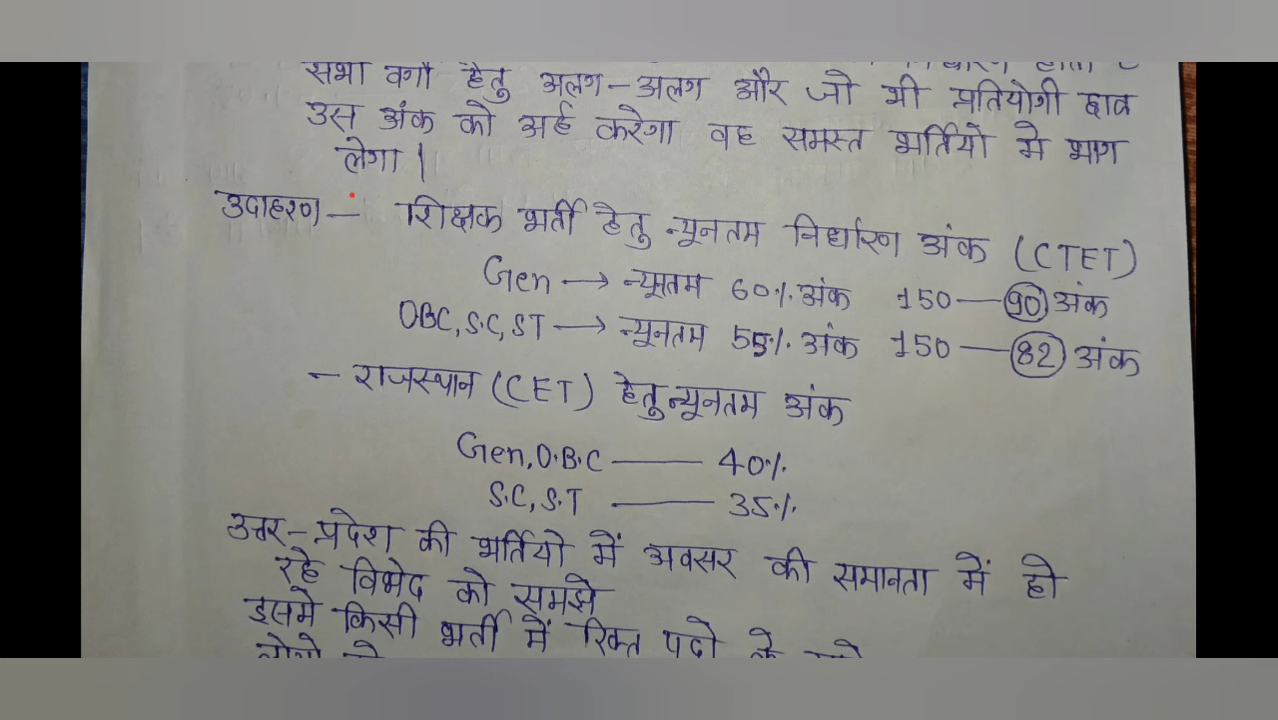 सभी वर्गो हेतु अलग-अलग और जो भी प्रतियोगी छात्र
उस अंक को अर्ह करेगा वह समस्त भर्तियो मे भाग
लेगा।
उदाहरण - शिक्षक भर्ती हेतु न्यूनतम निर्धारण अंक (CTET)
Gen → न्यूनतम 60% अंक 150 — 90 अंक
OBC, S.C, ST → न्यूनतम 55% अंक 150 — 82 अंक
- राजस्थान (CET) हेतु न्यूनतम अंक
Gen, O.B.C — 40%
S.C, S.T — 35%
उत्तर-प्रदेश की भर्तियो में अवसर की समानता में हो
रहे विभेद को समझे
इसमे किसी भर्ती में रिक्त पदो के